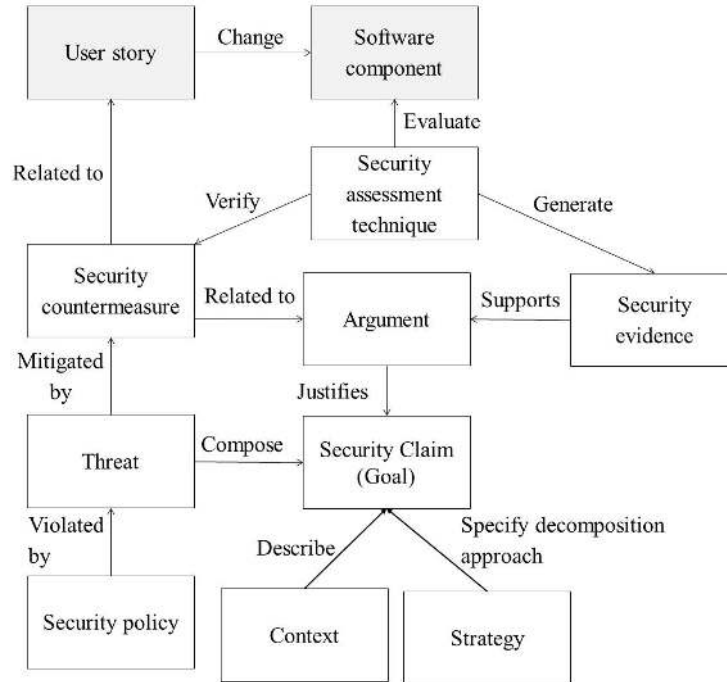 User story
Change
Software
component
Evaluate
Related to
Security
assessment
technique
Verify
Generate
Security
countermeasure
Related to
Argument
Supports
Security
evidence
Mitigated
by
Justifies
Threat
Compose
Security Claim
(Goal)
Violated
by
Describe
Specify decomposition
approach
Security policy
Context
Strategy